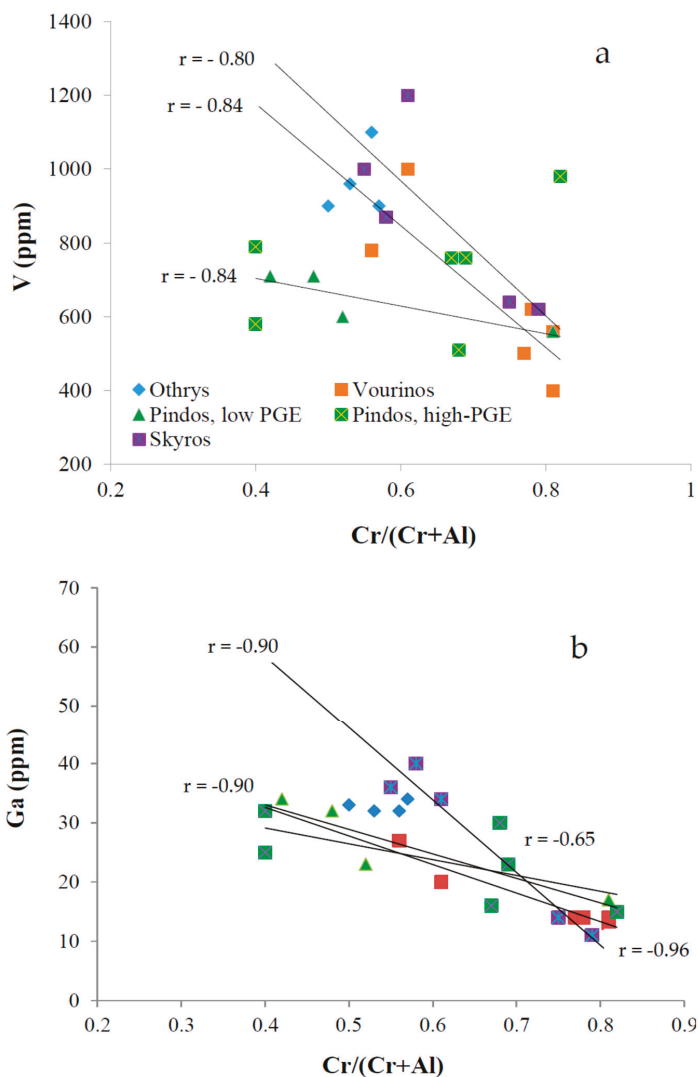 a
1400
1200
1000
800
600
400
200
V (ppm)
r = - 0.80
r = - 0.84
r = - 0.84
Othrys
Vourinos
Pindos, low PGE
Pindos, high-PGE
Skyros
0.2
0.4
0.6
0.8
1
Cr/(Cr+Al)
b
70
60
50
40
30
20
10
0
Ga (ppm)
r = -0.90
r = -0.90
r = -0.65
r = -0.96
0.2
0.3
0.4
0.5
0.6
0.7
0.8
0.9
Cr/(Cr+Al)